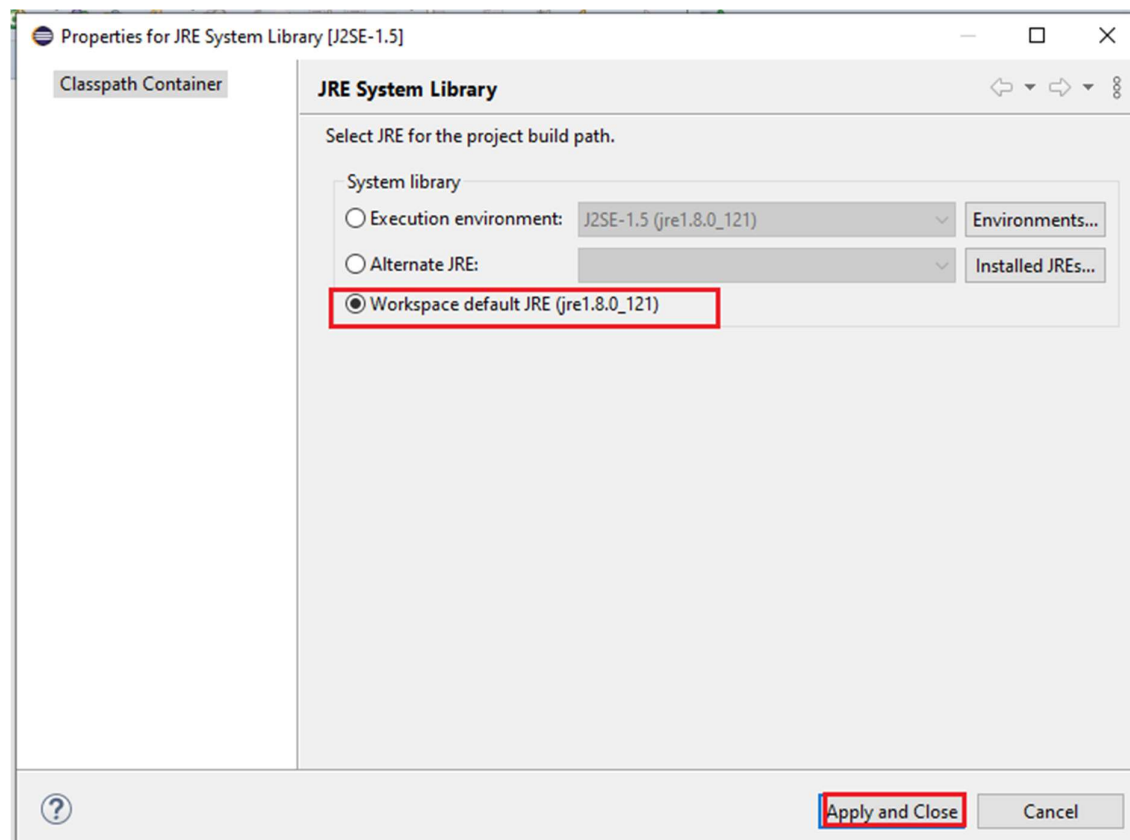 Properties for JRE System Library [J2SE-1.5]
Classpath Container
JRE System Library
Select JRE for the project build path.
System library
Execution environment: J2SE-1.5 (jre1.8.0_121) Environments...
Alternate JRE: Installed JREs...
Workspace default JRE (jre1.8.0_121)
Apply and Close Cancel